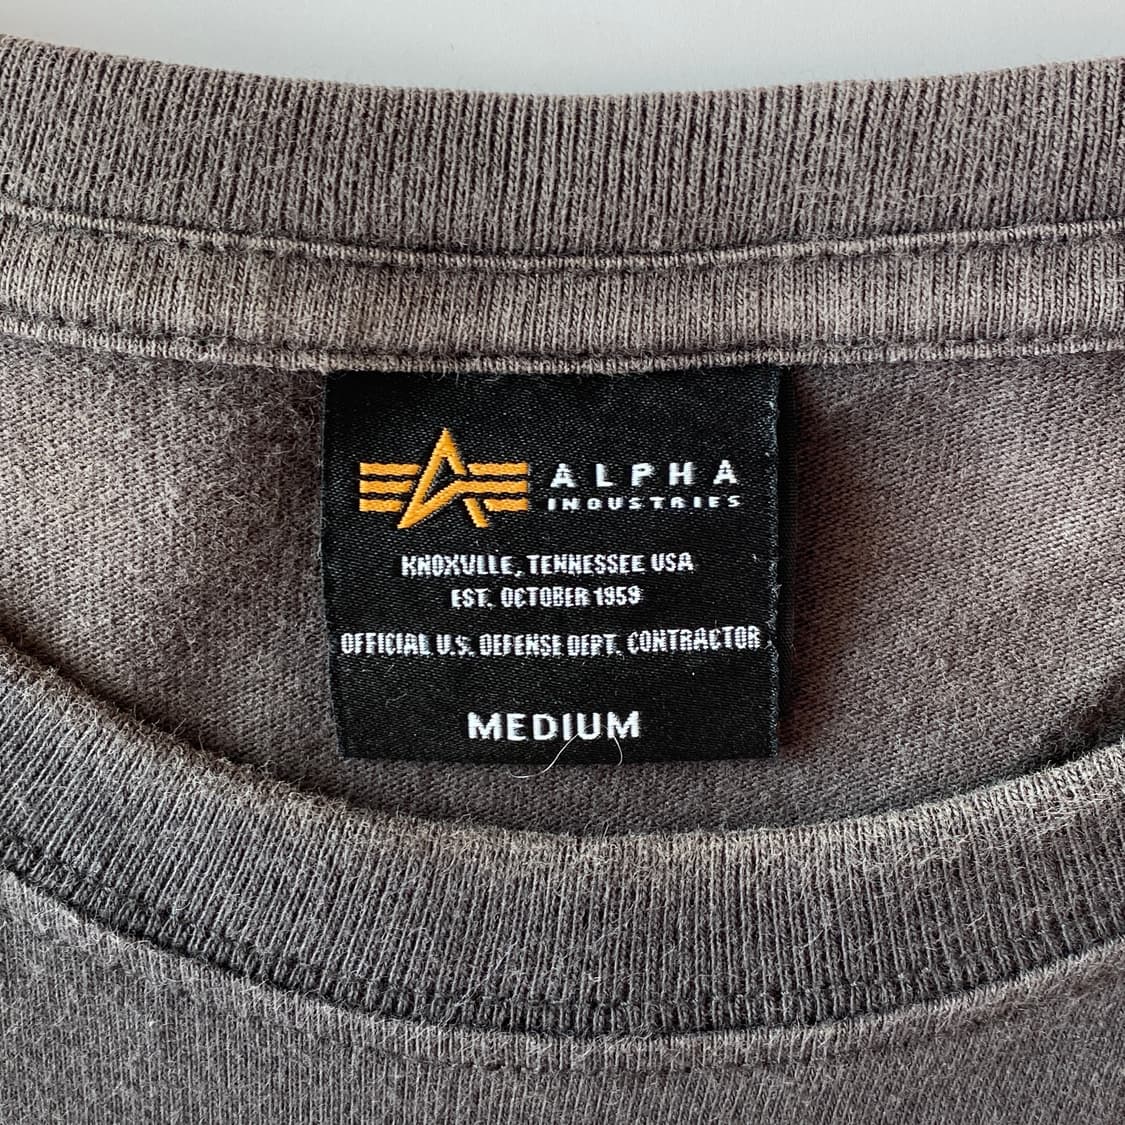 ALPHA
INDUSTRIES
KNOXVILLE, TENNESSEE USA
EST. OCTOBER 1959
OFFICIAL U.S. DEFENSE DEPT. CONTRACTOR
MEDIUM